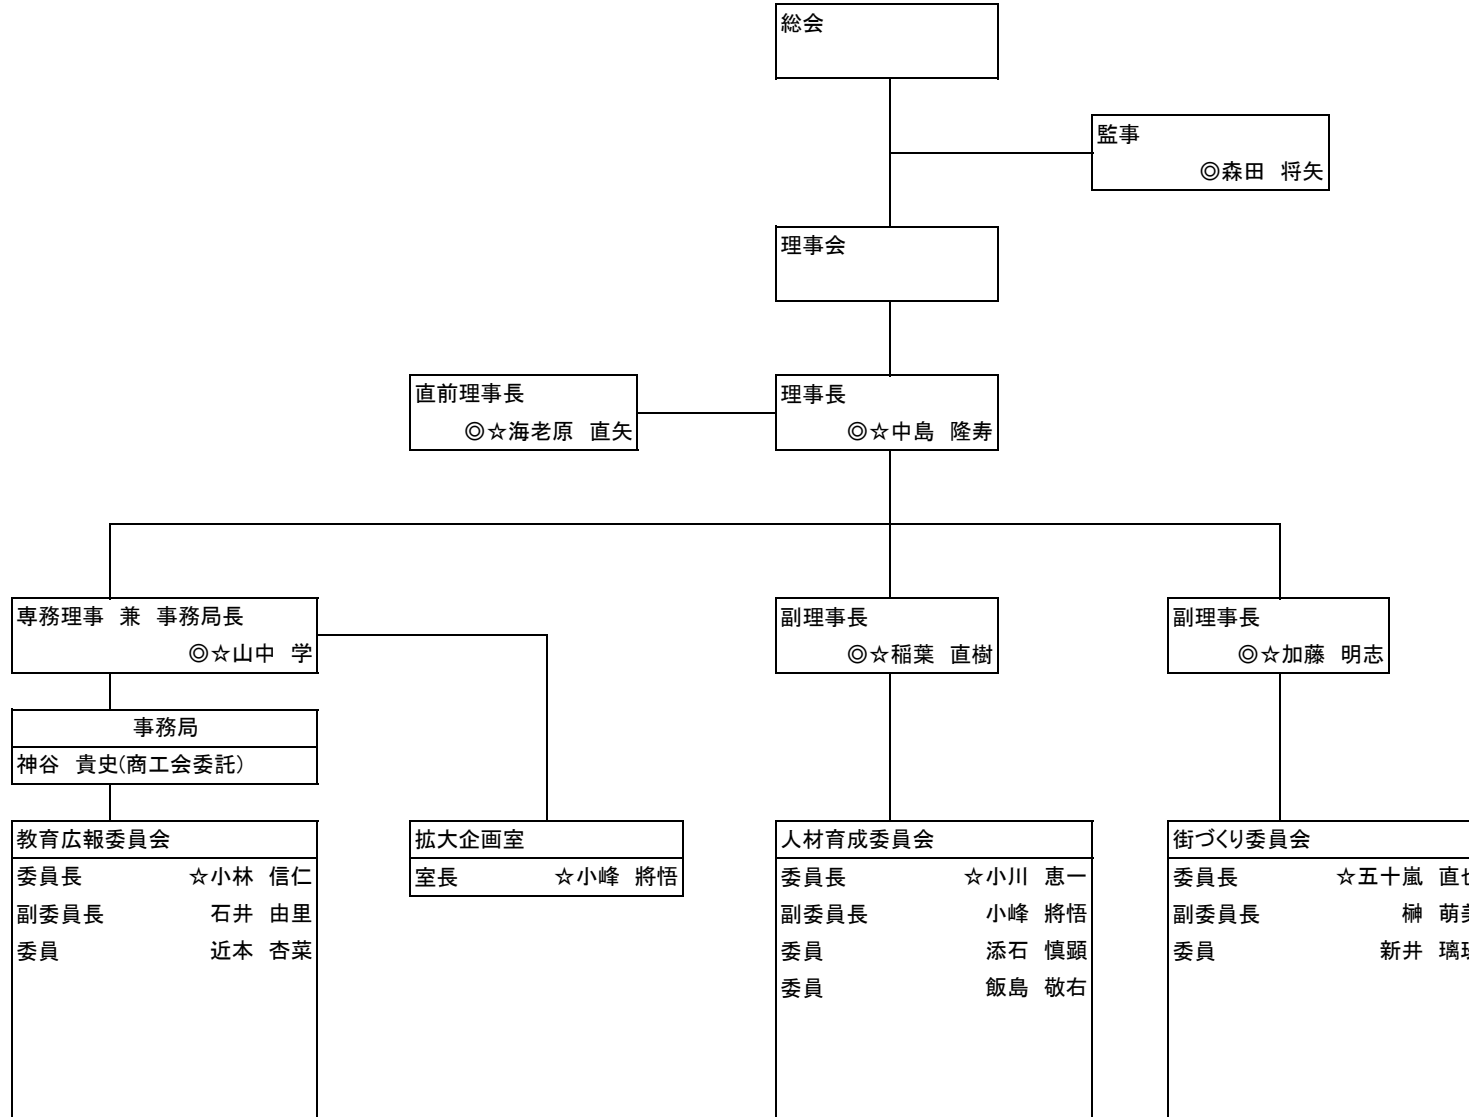 総会
監事
◎森田 将矢
理事会
直前理事長
◎☆海老原 直矢
理事長
◎☆中島 隆寿
専務理事 兼 事務局長
◎☆山中 学
副理事長
◎☆稲葉 直樹
副理事長
◎☆加藤 明志
事務局
神谷 貴史(商工会委託)
教育広報委員会
委員長 ☆小林 信仁
副委員長 石井 由里
委員 近本 杏菜
拡大企画室
室長 ☆小峰 將悟
人材育成委員会
委員長 ☆小川 恵一
副委員長 小峰 將悟
委員 添石 慎顕
委員 飯島 敬右
街づくり委員会
委員長 ☆五十嵐 直
副委員長 榊 萌
委員 新井 璃